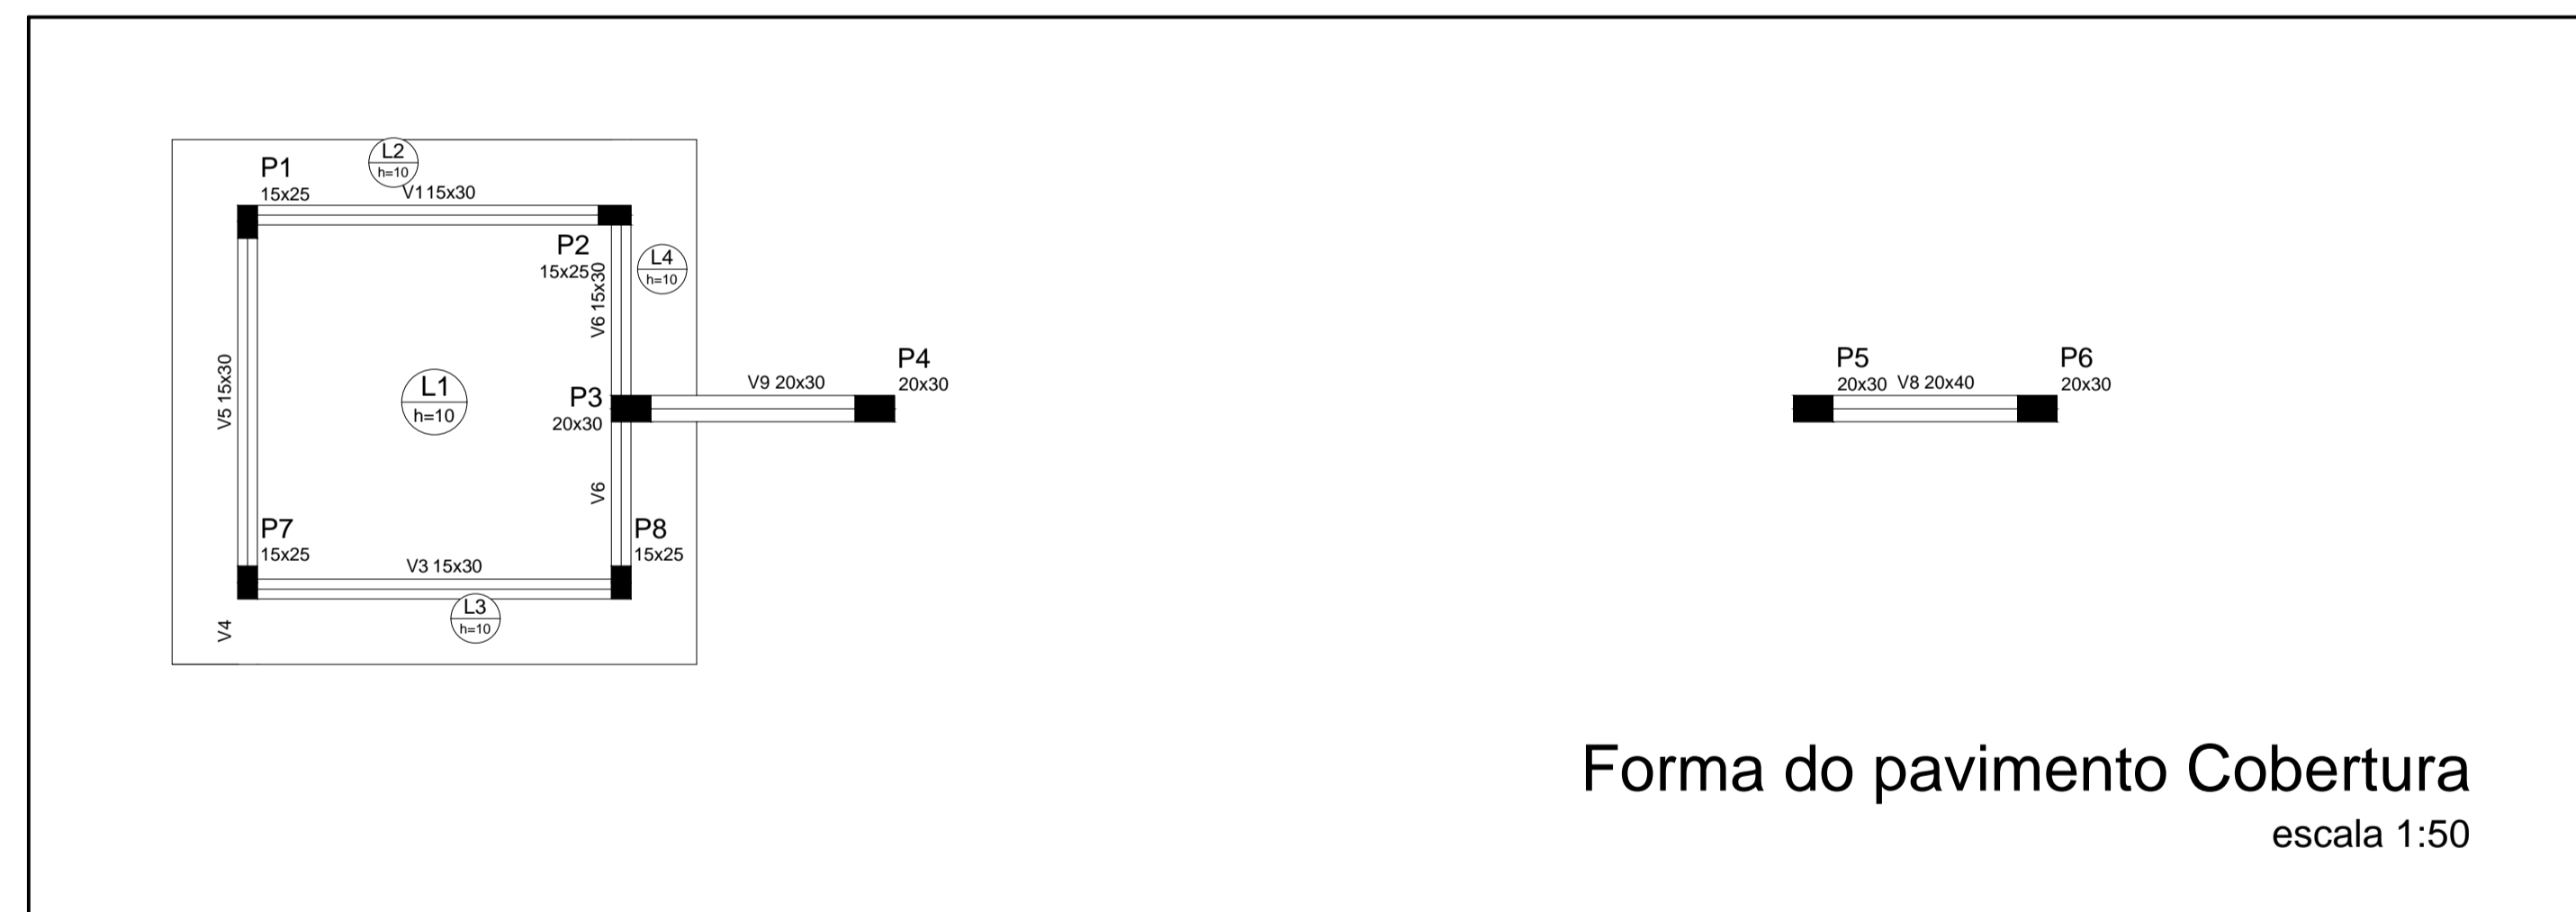 L2
h=10
P1
15x25
V115x30
P2
15x25
V6 15x30
L4
h=10
V5 15x30
L1
h=10
P3
20x30
V9 20x30
P4
20x30
P5
20x30
V8 20x40
P6
20x30
V6
P7
15x25
V3 15x30
P8
15x25
L3
h=10
V4
Forma do pavimento Cobertura
escala 1:50